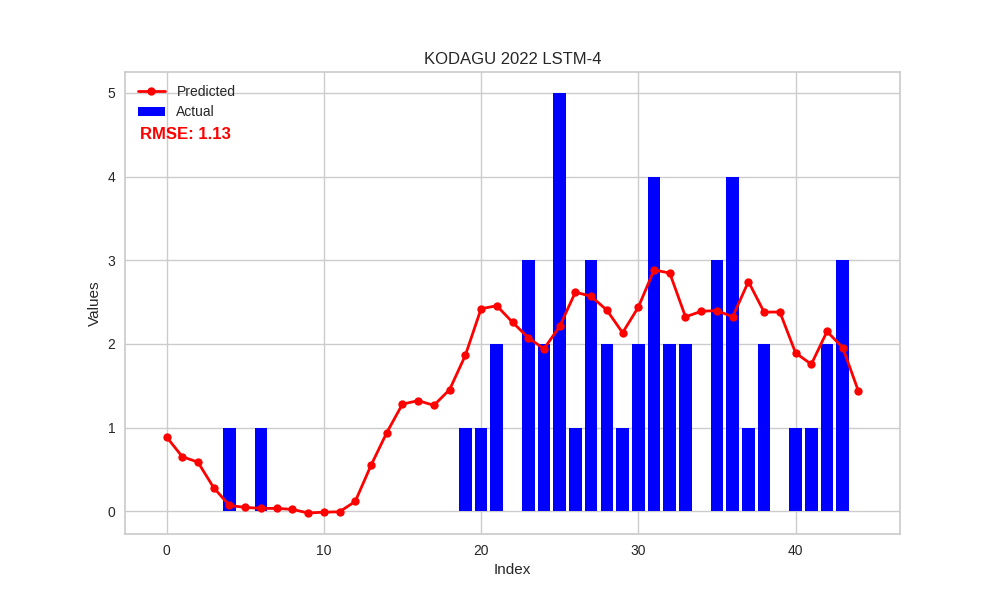 KODAGU 2022 LSTM-4
Predicted
Actual
RMSE: 1.13
Values
5
4
3
2
1
0
0 10 20 30 40
Index